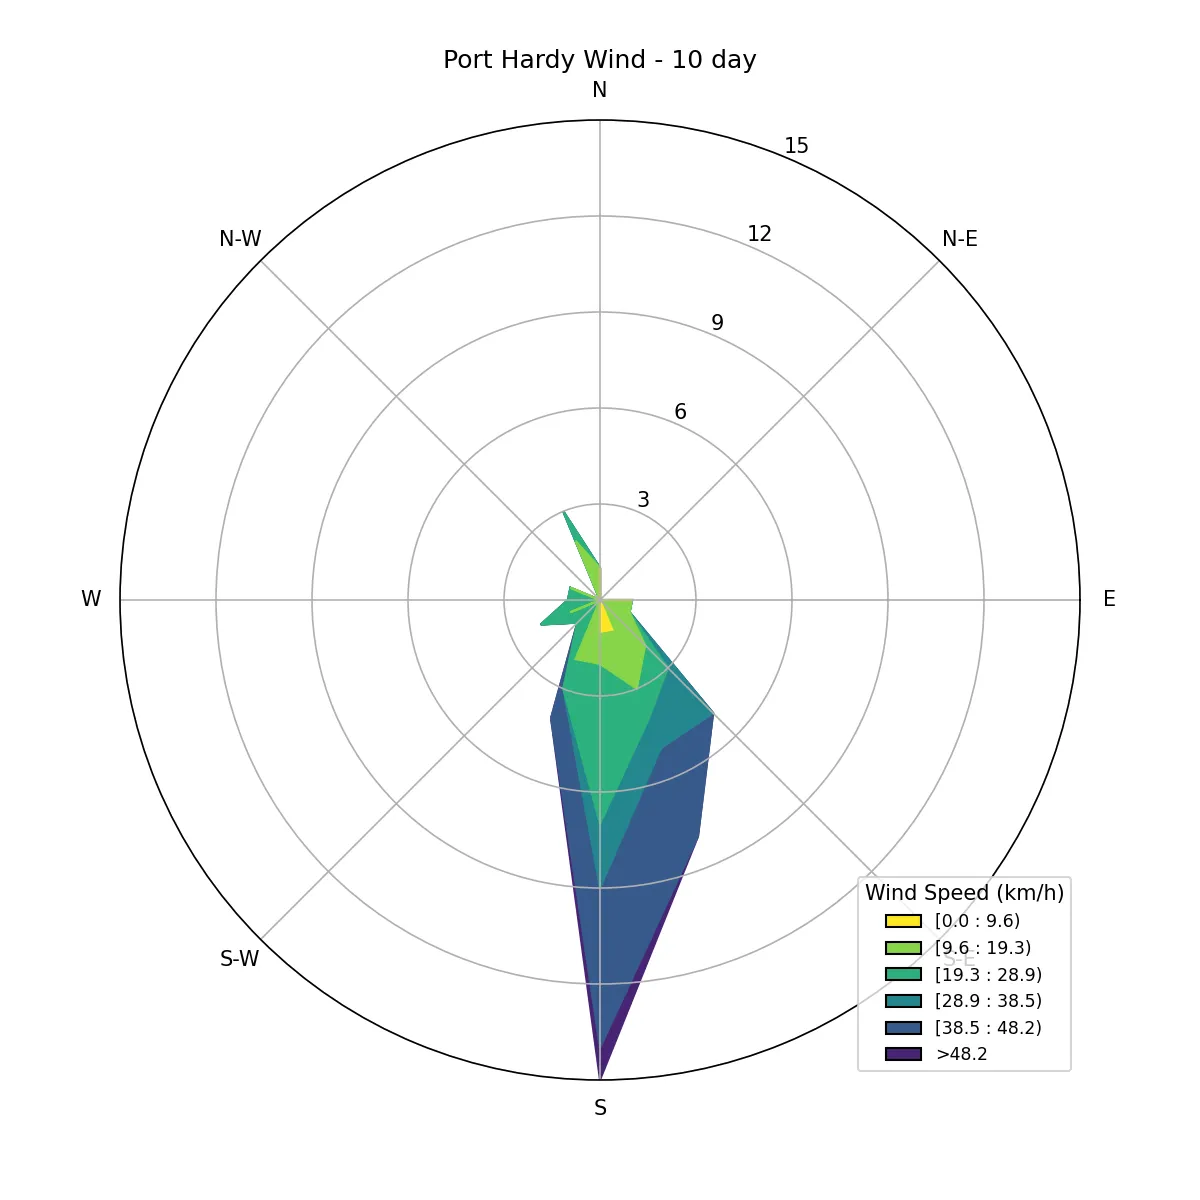 Port Hardy Wind - 10 day
N
15
N-W
12
N-E
9
6
3
W
E
Wind Speed (km/h)
[0.0 : 9.6)
[9.6 : 19.3)
S-W
S-E
[19.3 : 28.9)
[28.9 : 38.5)
[38.5 : 48.2)
>48.2
S